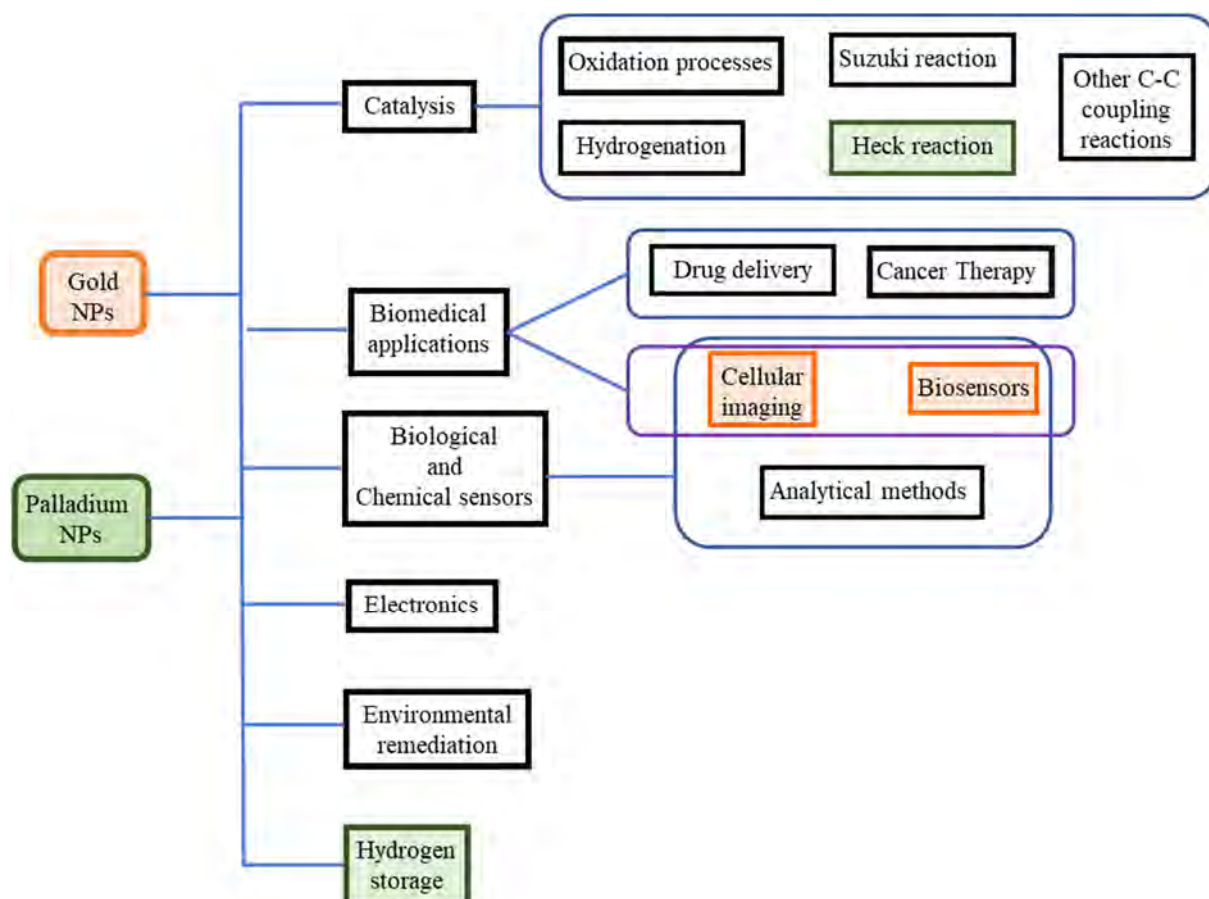 Oxidation processes
Suzuki reaction
Other C-C
coupling
reactions
Catalysis
Hydrogenation
Heck reaction
Gold
NPs
Drug delivery
Cancer Therapy
Biomedical
applications
Cellular
imaging
Biosensors
Biological
and
Chemical sensors
Analytical methods
Palladium
NPs
Electronics
Environmental
remediation
Hydrogen
storage